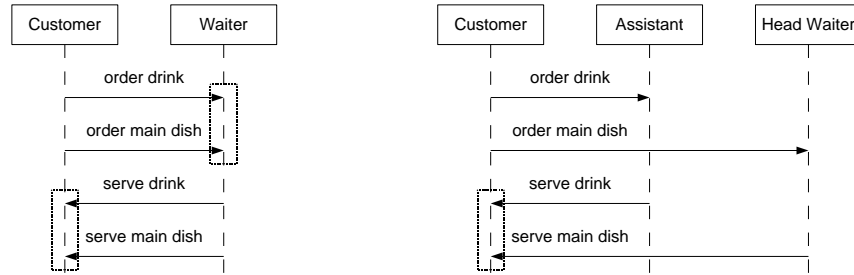 Customer
Waiter
order drink
order main dish
serve drink
serve main dish
Customer
Assistant
Head Waiter
order drink
order main dish
serve drink
serve main dish